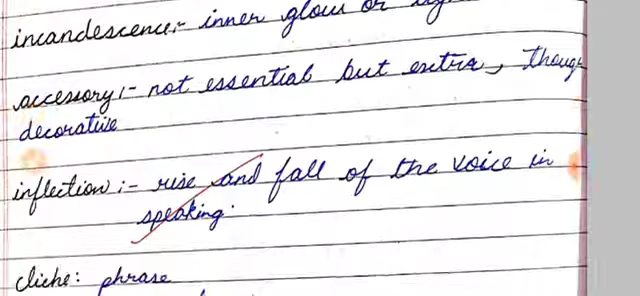 incandescence:- inner glow or
accessory:- not essential but extra, though
decorative
inflection:- rise and fall of the voice in
speaking.
cliche: phrase